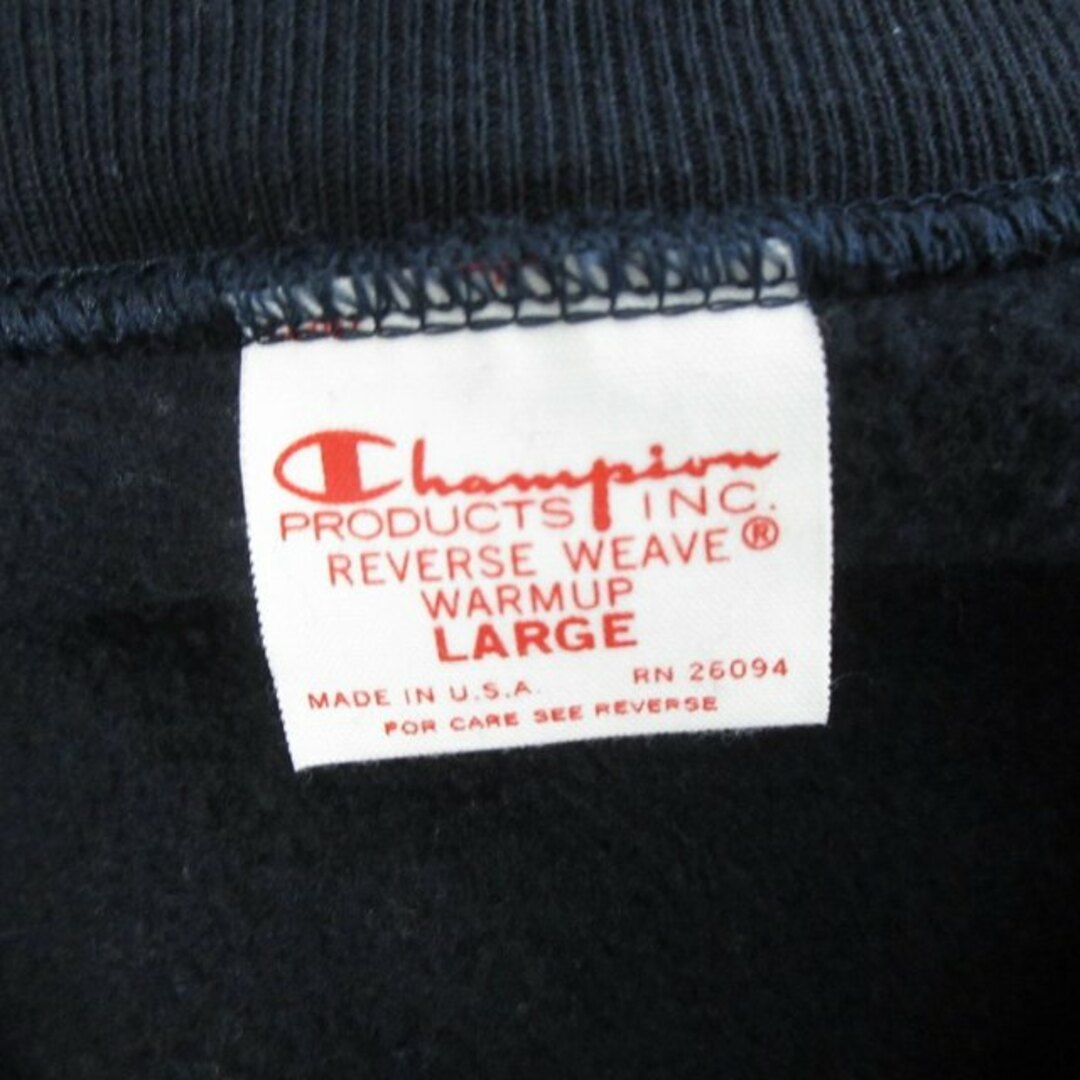 Champion
PRODUCTS INC.
REVERSE WEAVE®
WARMUP
LARGE
MADE IN U.S.A. RN 26094
FOR CARE SEE REVERSE